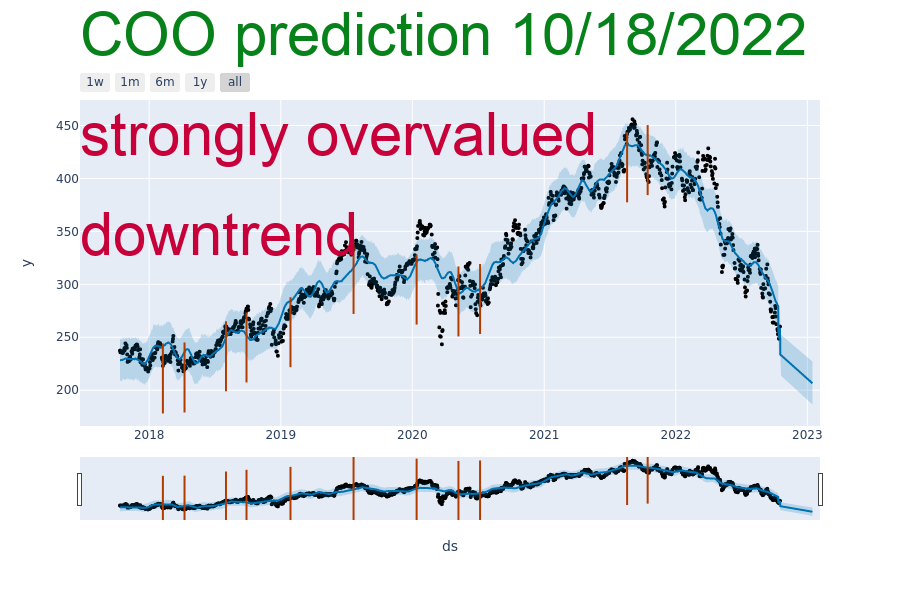 COO prediction 10/18/2022
1w 1m 6m 1y all
strongly overvalued
downtrend
450
400
350
300
250
200
y
2018 2019 2020 2021 2022 2023
ds